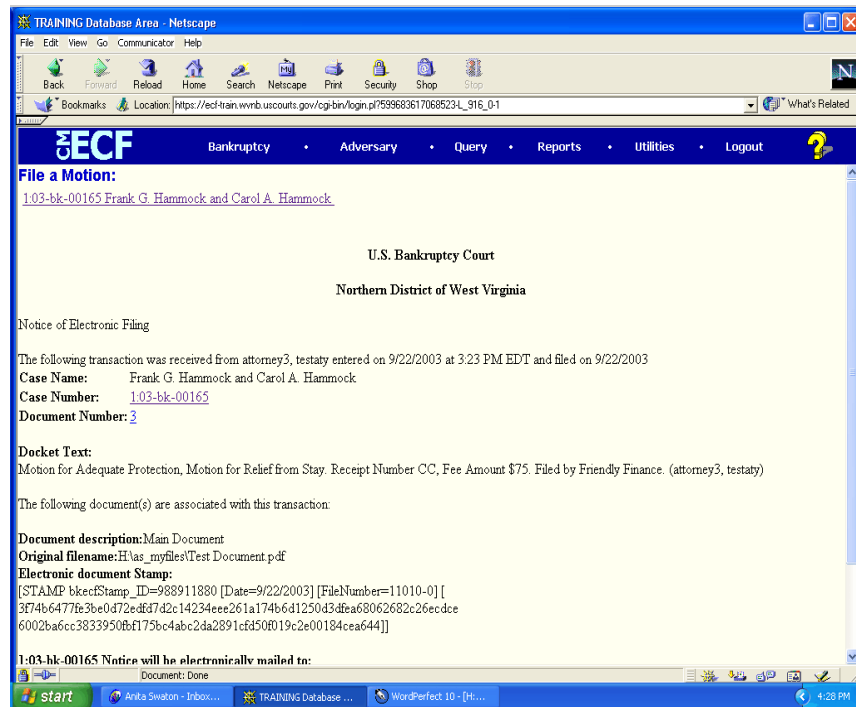 TRAINING Database Area - Netscape
File Edit View Go Communicator Help
Back Forward Reload Home Search Netscape Print Security Shop Stop
My
N
Bookmarks Location: https://ecf-train.wvnb.uscourts.gov/cgi-bin/login.pl?599683617068523-L_916_0-1 What's Related
CM ECF Bankruptcy • Adversary • Query • Reports • Utilities • Logout ?
File a Motion:
1:03-bk-00165 Frank G. Hammock and Carol A. Hammock
U.S. Bankruptcy Court
Northern District of West Virginia
Notice of Electronic Filing
The following transaction was received from attorney3, testaty entered on 9/22/2003 at 3:23 PM EDT and filed on 9/22/2003
Case Name: Frank G. Hammock and Carol A. Hammock
Case Number: 1:03-bk-00165
Document Number: 3
Docket Text:
Motion for Adequate Protection, Motion for Relief from Stay. Receipt Number CC, Fee Amount $75. Filed by Friendly Finance. (attorney3, testaty)
The following document(s) are associated with this transaction:
Document description:Main Document
Original filename:H:\as_myfiles\Test Document.pdf
Electronic document Stamp:
[STAMP bkecfStamp_ID=988911880 [Date=9/22/2003] [FileNumber=11010-0] [
3f74b6477fe3be0d72edfd7d2c14234eee261a174b6d1250d3dfea68062682c26ecdce
6002ba6cc3833950fbf175bc4abc2da2891cfd50f019c2e00184cea644]]
1:03-bk-00165 Notice will be electronically mailed to:
Document: Done
start Anita Swaton - Inbox... TRAINING Database ... WordPerfect 10 - [H:... 4:28 PM